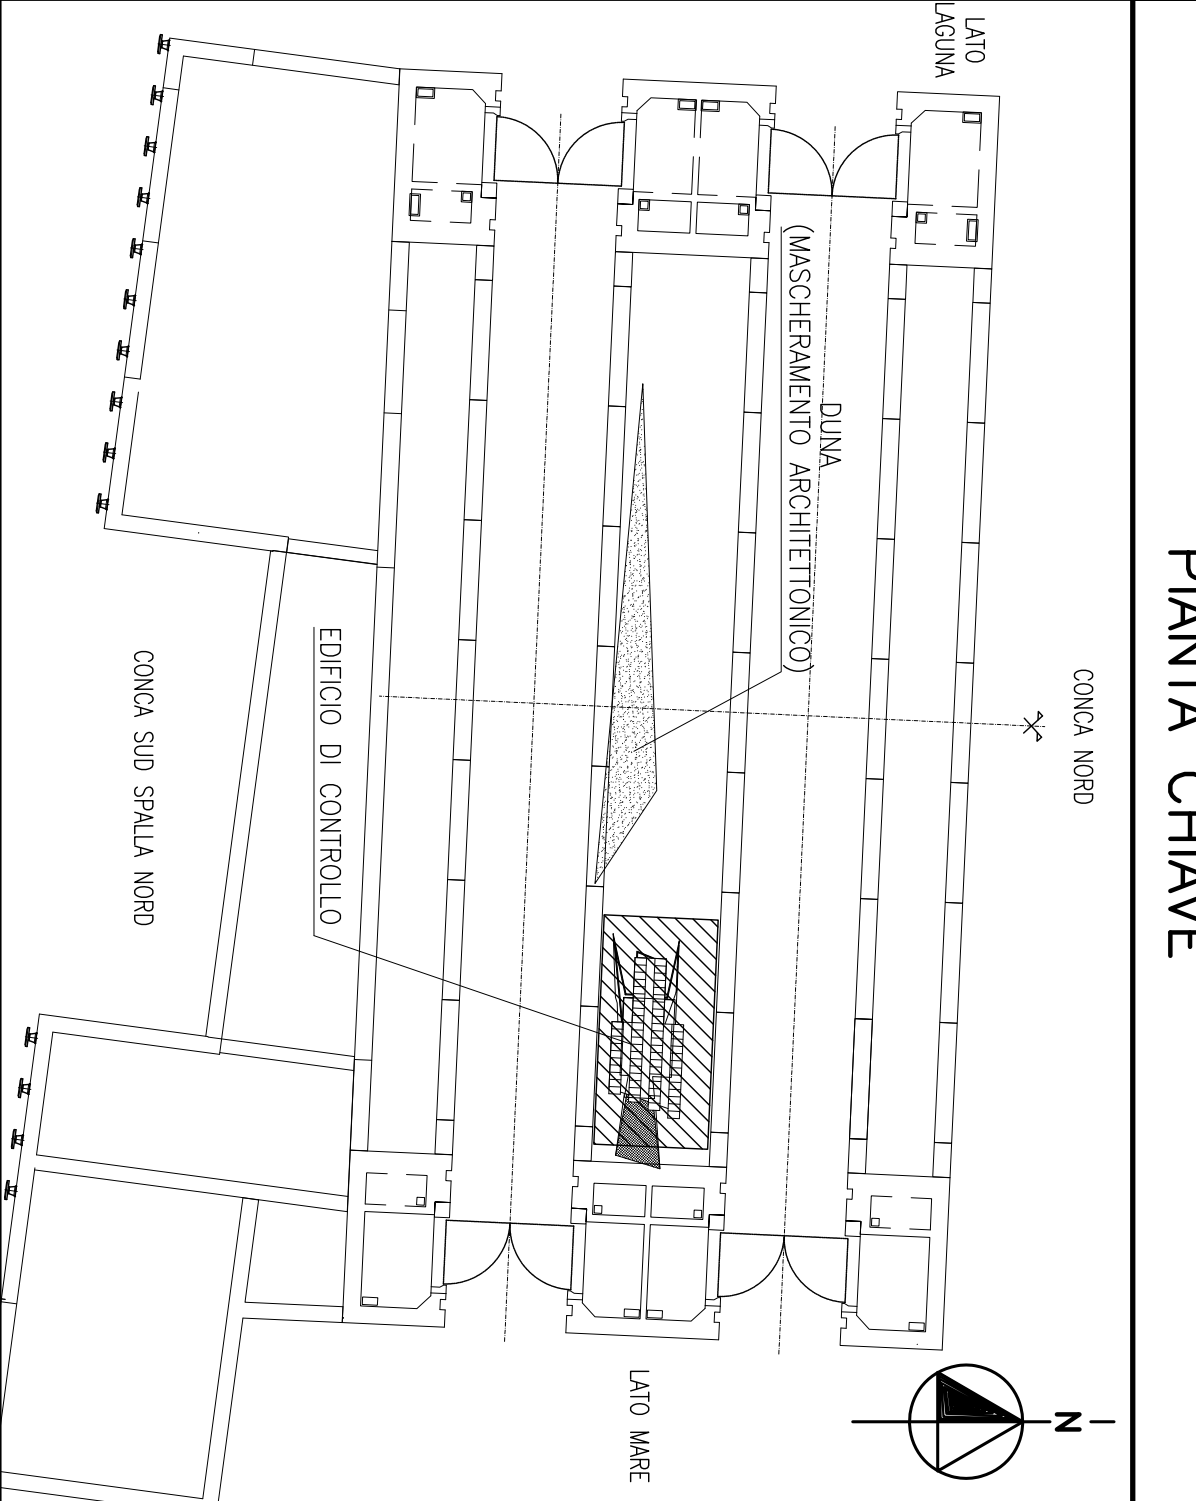 PIANTA CHIAVE
CONCA NORD
LATO
LAGUNA
DUNA
(MASCHERAMENTO ARCHITETTONICO)
EDIFICIO DI CONTROLLO
CONCA SUD SPALLA NORD
LATO MARE
N